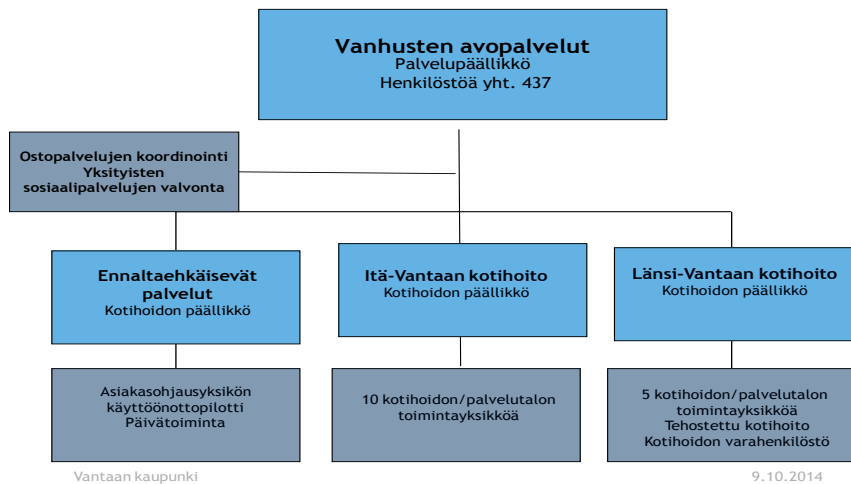 Vanhusten avopalvelut
Palvelupäällikkö
Henkilöstöä yht. 437
Ostopalvelujen koordinointi
Yksityisten
sosiaalipalvelujen valvonta
Ennaltaehkäisevät
palvelut
Kotihoidon päällikkö
Itä-Vantaan kotihoito
Kotihoidon päällikkö
Länsi-Vantaan kotihoito
Kotihoidon päällikkö
Asiakasohjausyksikön
käyttöönottopilotti
Päivätoiminta
10 kotihoidon/palvelutalon
toimintayksikköä
5 kotihoidon/palvelutalon
toimintayksikköä
Tehostettu kotihoito
Kotihoidon varahenkilöstö
Vantaan kaupunki
9.10.2014